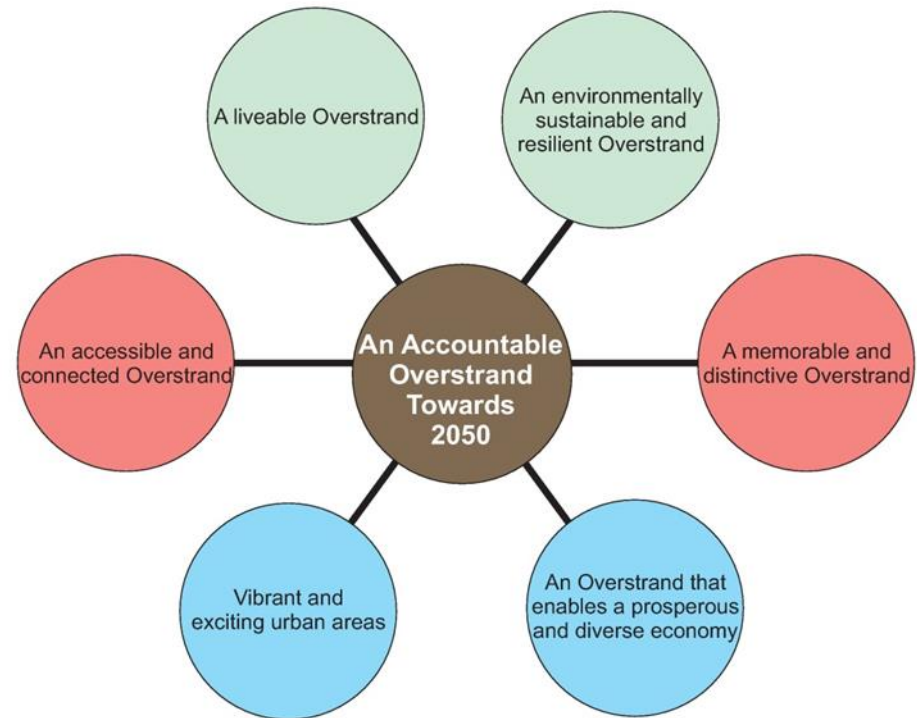 A liveable Overstrand
An environmentally
sustainable and
resilient Overstrand
An accessible and
connected Overstrand
An Accountable
Overstrand
Towards
2050
A memorable and
distinctive Overstrand
Vibrant and
exciting urban areas
An Overstrand that
enables a prosperous
and diverse economy